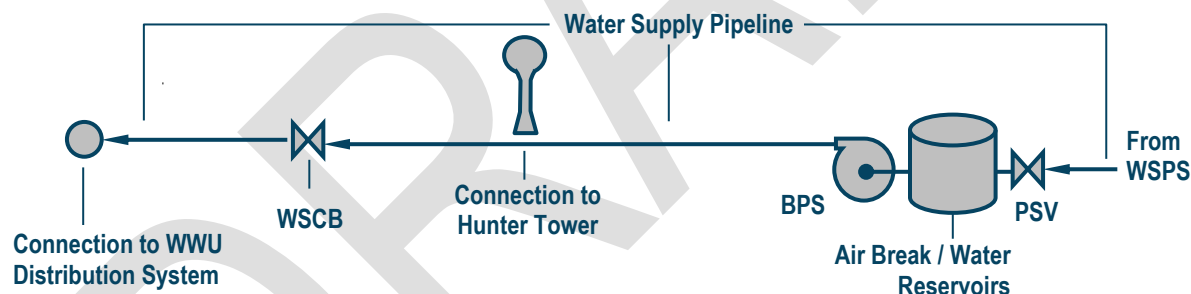 Water Supply Pipeline
From
WSPS
WSCB
Connection to
Hunter Tower
BPS
PSV
Connection to WWU
Distribution System
Air Break / Water
Reservoirs